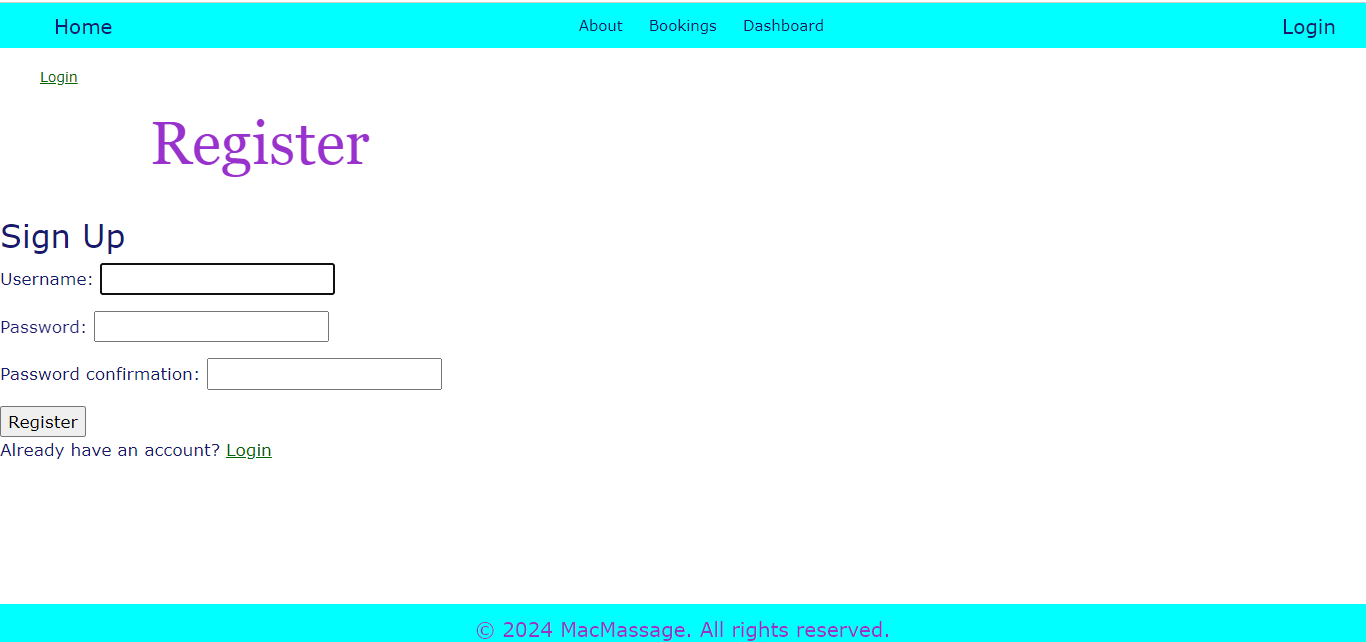 Home About Bookings Dashboard Login
Login
Register
Sign Up
Username:
Password:
Password confirmation:
Register
Already have an account? Login
© 2024 MacMassage. All rights reserved.